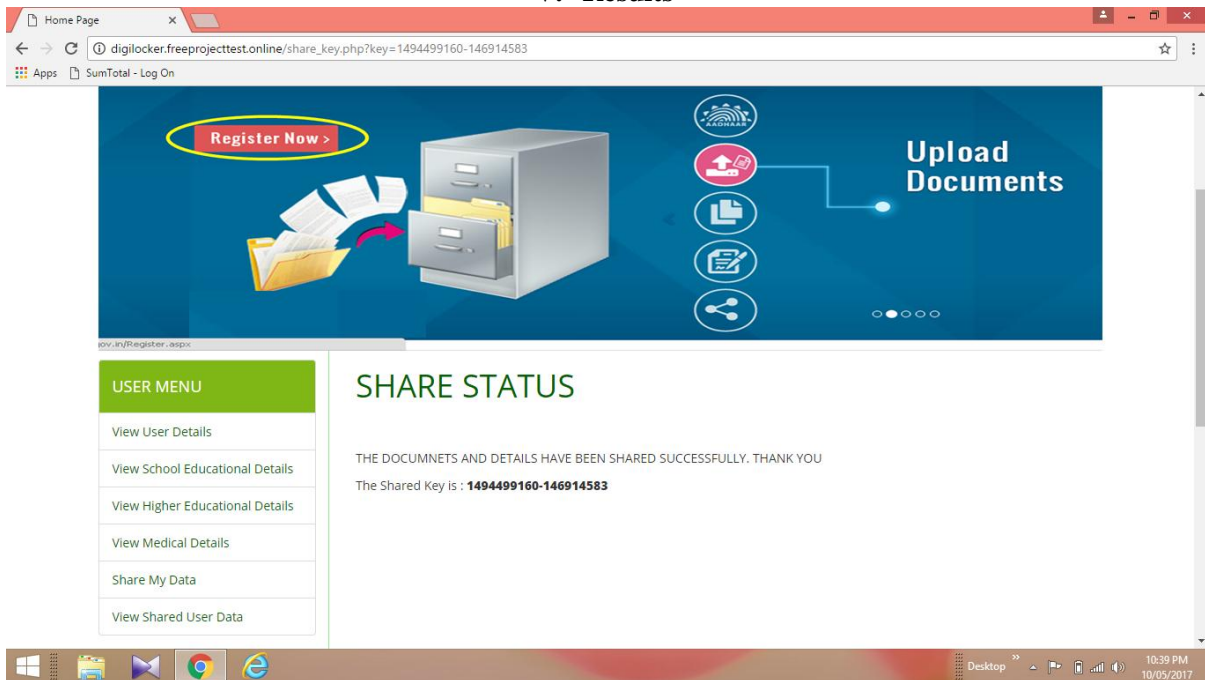 Home Page
digilocker.freeprojecttest.online/share_key.php?key=1494499160-146914583
Apps SumTotal - Log On
Register Now >
AADHAAR
Upload
Documents
gov.in/Register.aspx
USER MENU
View User Details
View School Educational Details
View Higher Educational Details
View Medical Details
Share My Data
View Shared User Data
SHARE STATUS
THE DOCUMNETS AND DETAILS HAVE BEEN SHARED SUCCESSFULLY. THANK YOU
The Shared Key is : 1494499160-146914583
Desktop
10:39 PM
10/05/2017